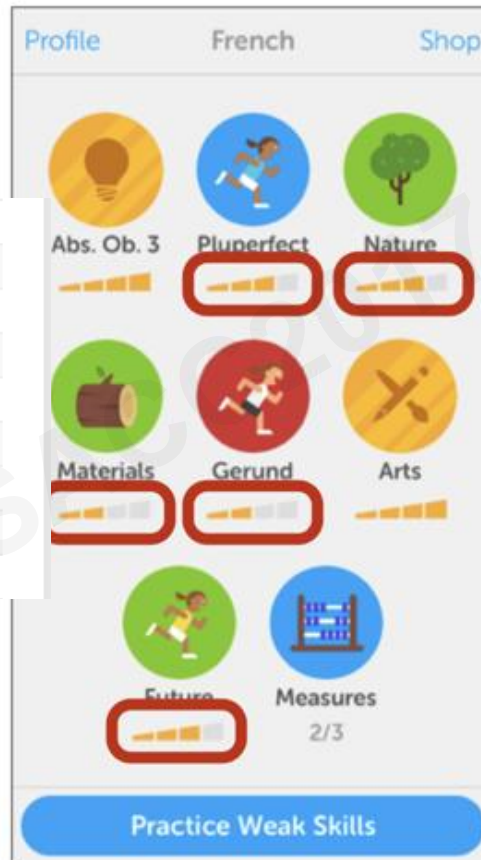 Profile French Shop
Abs. Ob. 3 Pluperfect Nature
Materials Gerund Arts
Future Measures
2/3
Practice Weak Skills